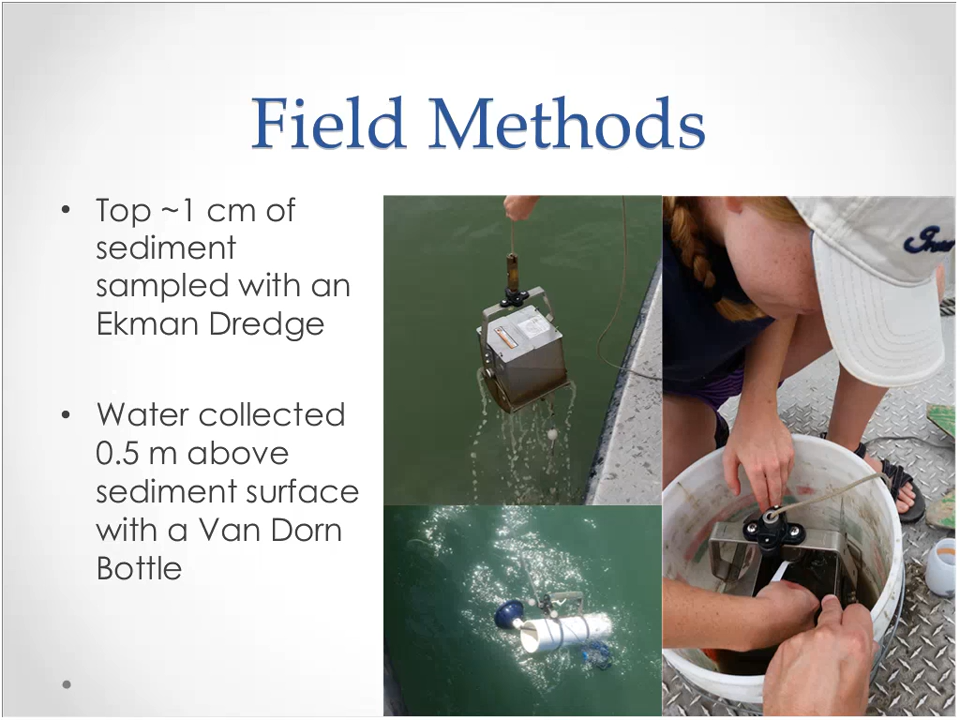 Field Methods
• Top ~1 cm of
sediment
sampled with an
Ekman Dredge
• Water collected
0.5 m above
sediment surface
with a Van Dorn
Bottle
•